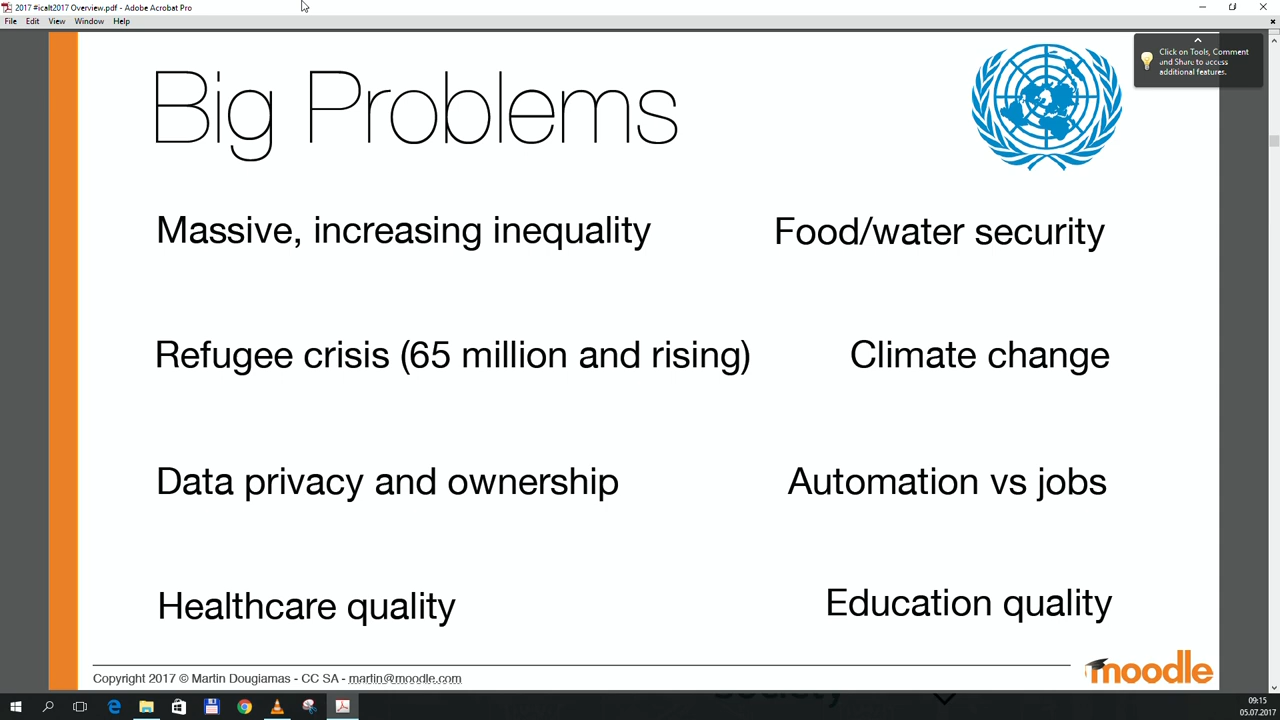 2017 #icalt2017 Overview.pdf - Adobe Acrobat Pro
File Edit View Window Help
Click on Tools, Comment
and Share to access
additional features.
Big Problems
Massive, increasing inequality
Food/water security
Refugee crisis (65 million and rising)
Climate change
Data privacy and ownership
Automation vs jobs
Healthcare quality
Education quality
Copyright 2017 © Martin Dougiamas - CC SA - martin@moodle.com
moodle
society
09:15
05.07.2017